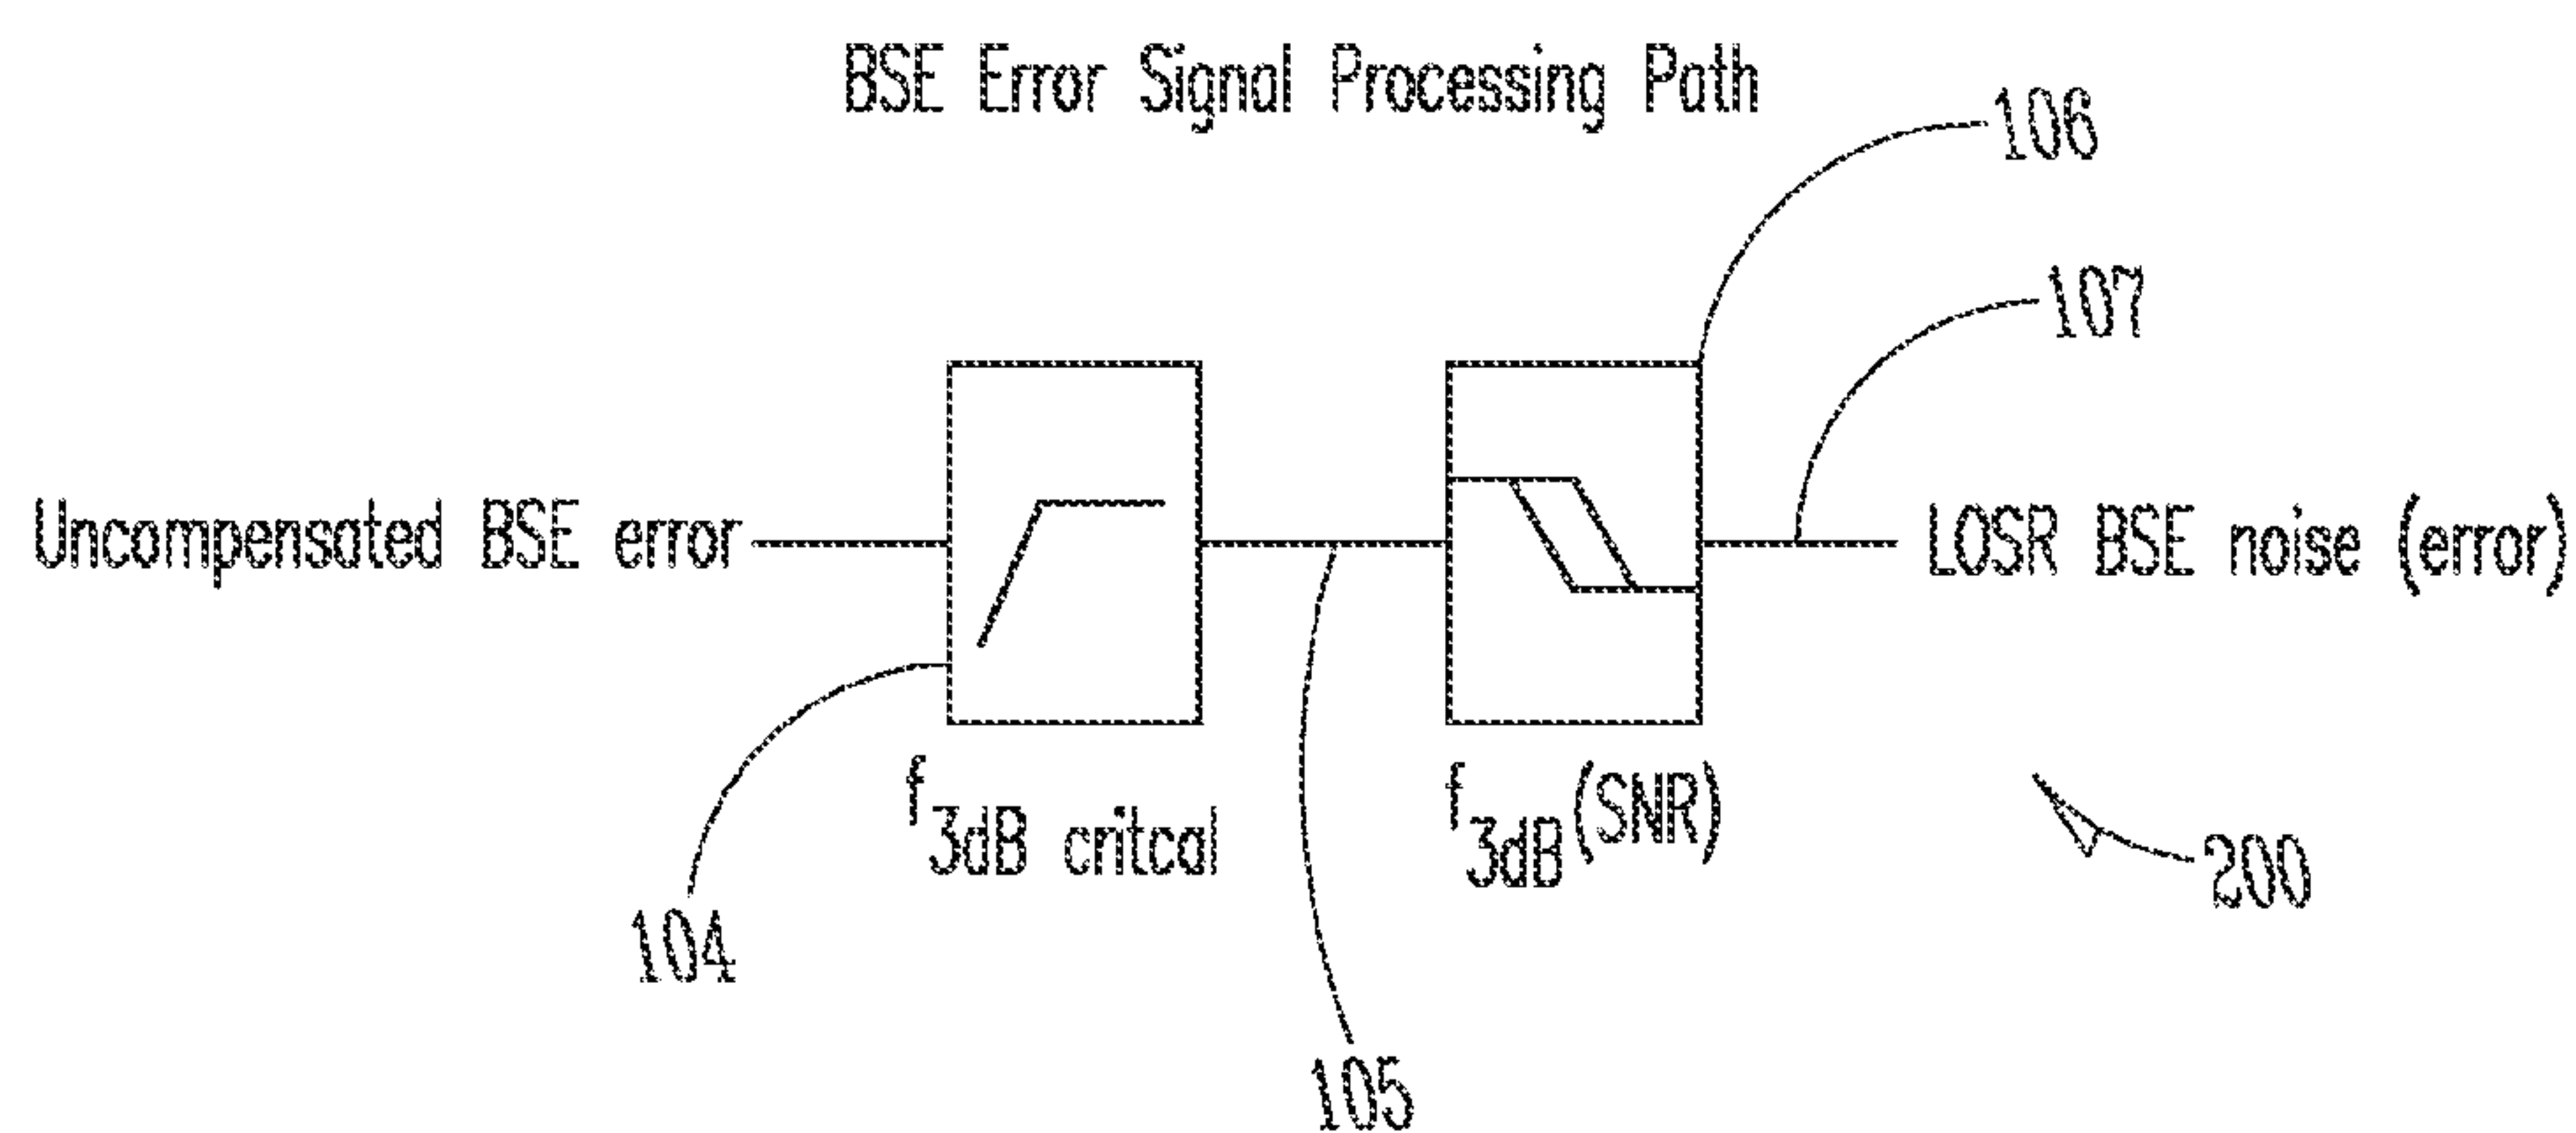 BSE Error Signal Processing Path
106
107
Uncompensated BSE error
LOSR BSE noise (error)
f3dB critcal
f3dB(SNR)
200
104
105